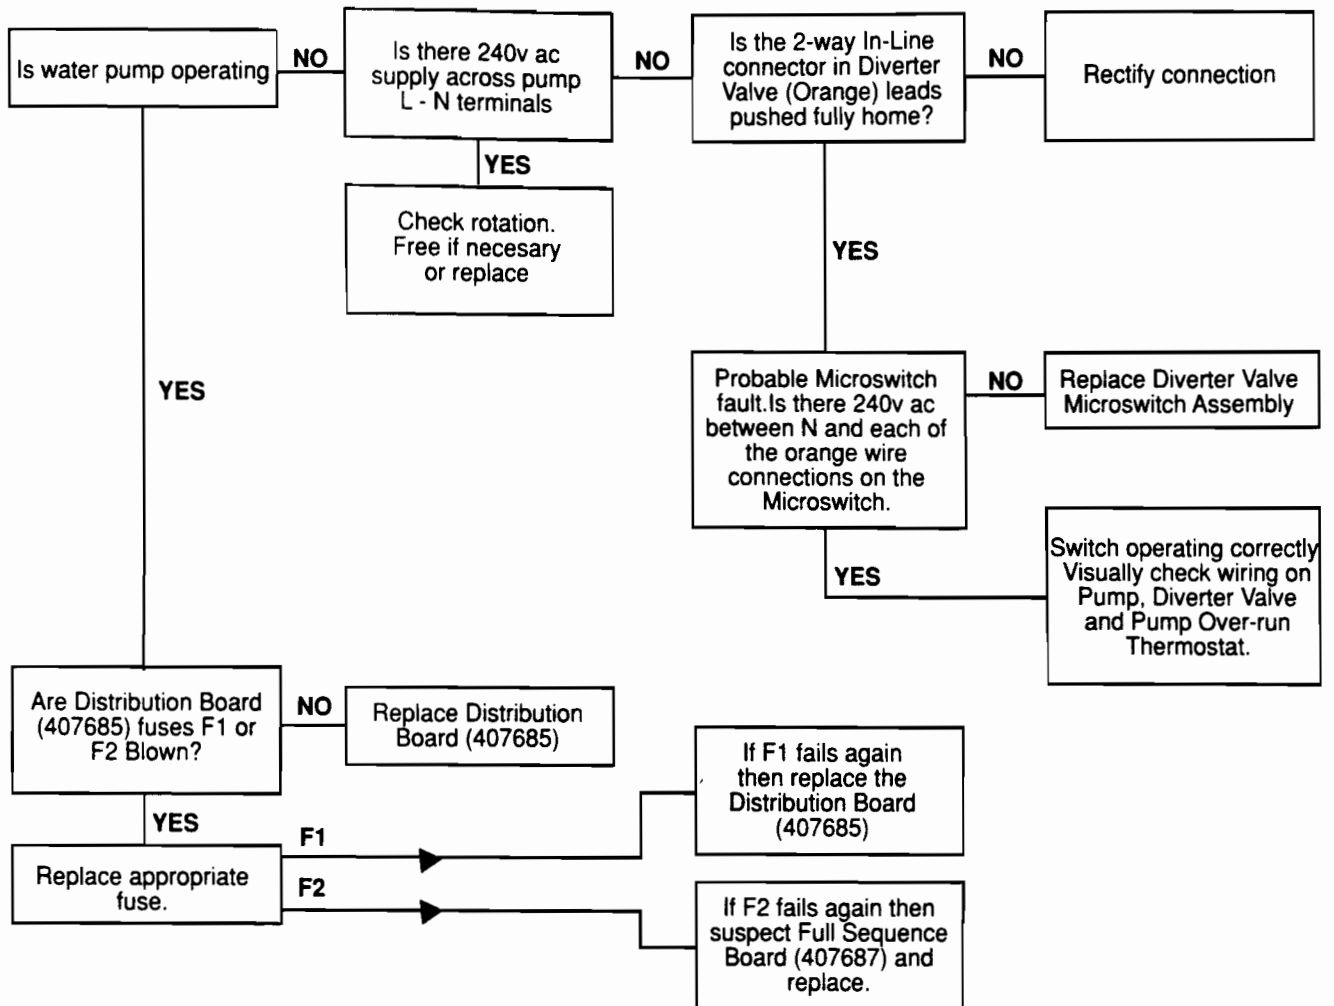 Is water pump operating
NO
Is there 240v ac
supply across pump
L - N terminals
NO
Is the 2-way In-Line
connector in Diverter
Valve (Orange) leads
pushed fully home?
NO
Rectify connection
YES
Check rotation.
Free if necesary
or replace
YES
YES
Probable Microswitch
fault.Is there 240v ac
between N and each of
the orange wire
connections on the
Microswitch.
NO
Replace Diverter Valve
Microswitch Assembly
YES
Switch operating correctly
Visually check wiring on
Pump, Diverter Valve
and Pump Over-run
Thermostat.
Are Distribution Board
(407685) fuses F1 or
F2 Blown?
NO
Replace Distribution
Board (407685)
YES
Replace appropriate
fuse.
F1
If F1 fails again
then replace the
Distribution Board
(407685)
F2
If F2 fails again then
suspect Full Sequence
Board (407687) and
replace.